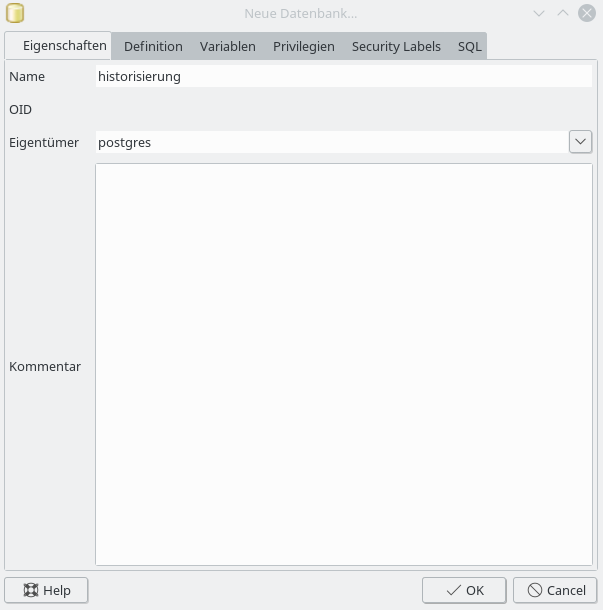 Neue Datenbank...
Eigenschaften Definition Variablen Privilegien Security Labels SQL
Name historisierung
OID
Eigentümer postgres
Kommentar
Help OK Cancel